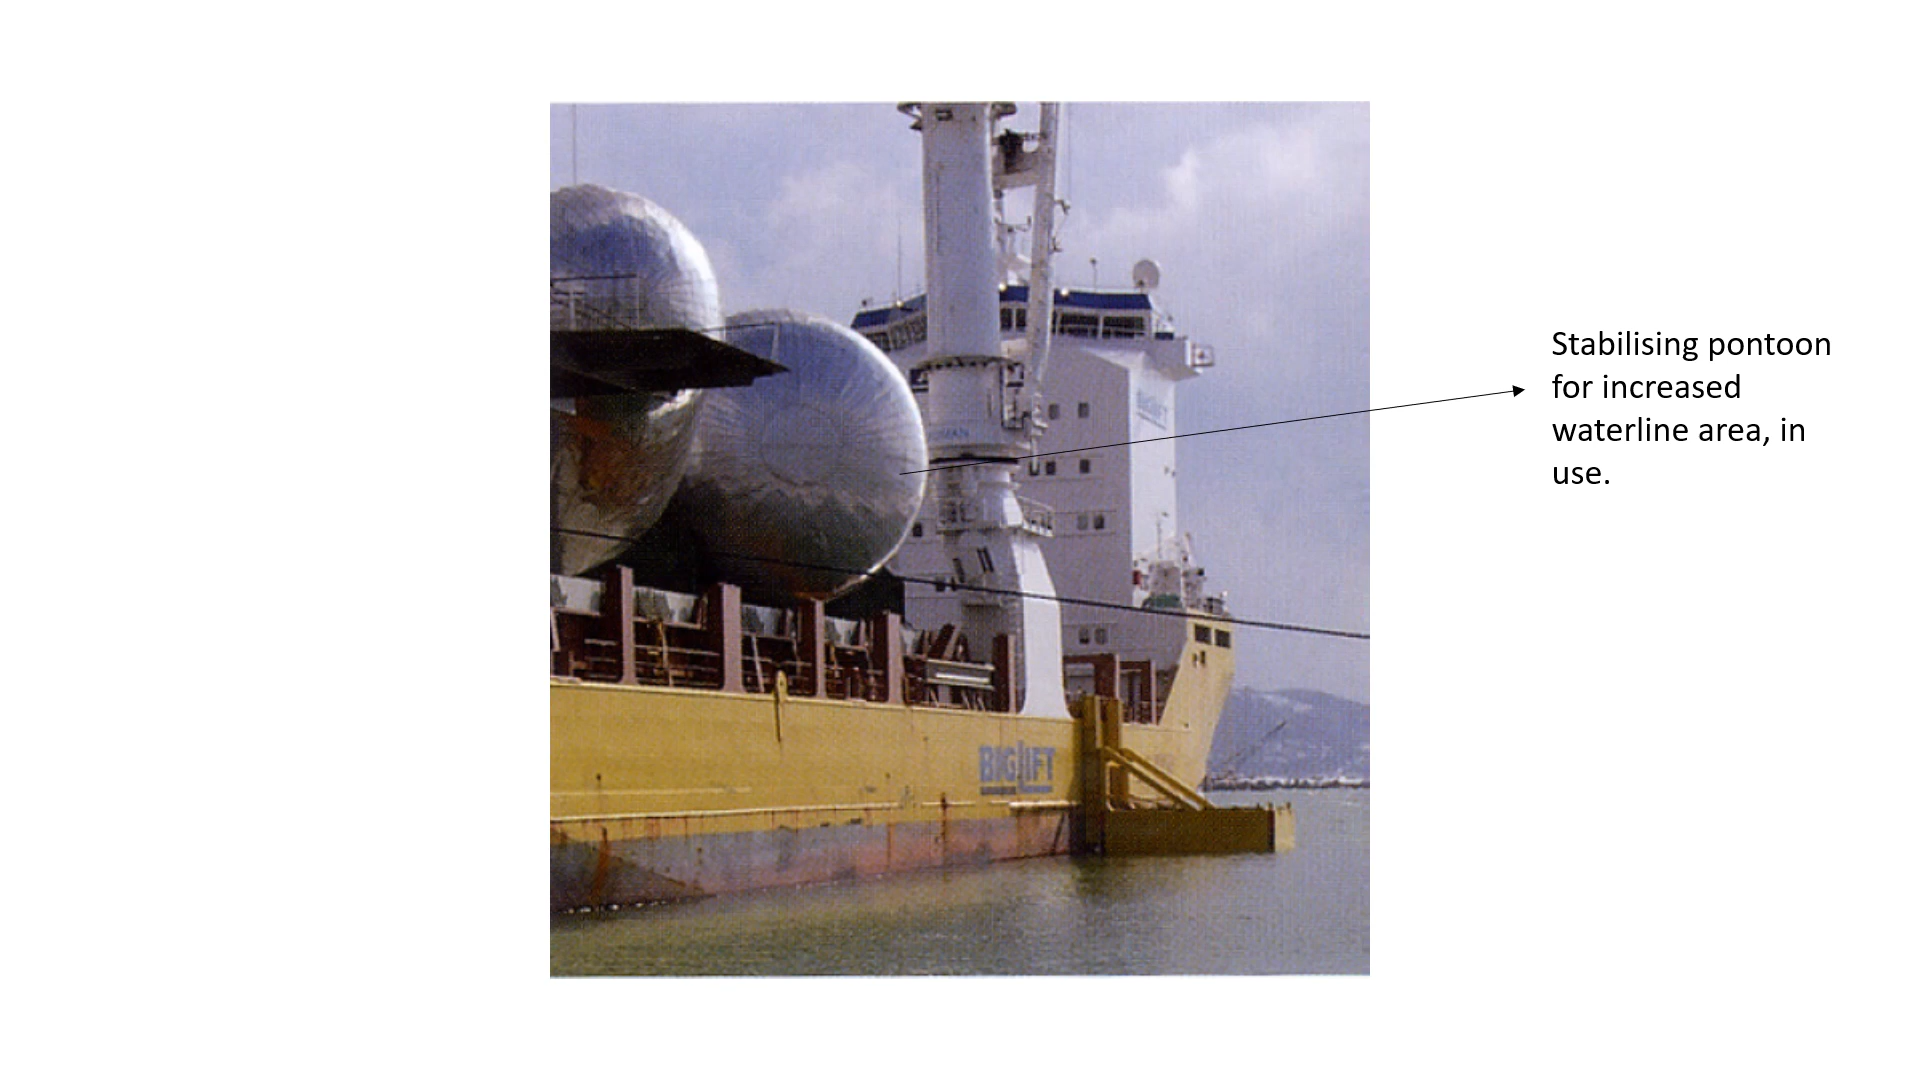 Stabilising pontoon
for increased
waterline area, in
use.
BIGLIFT